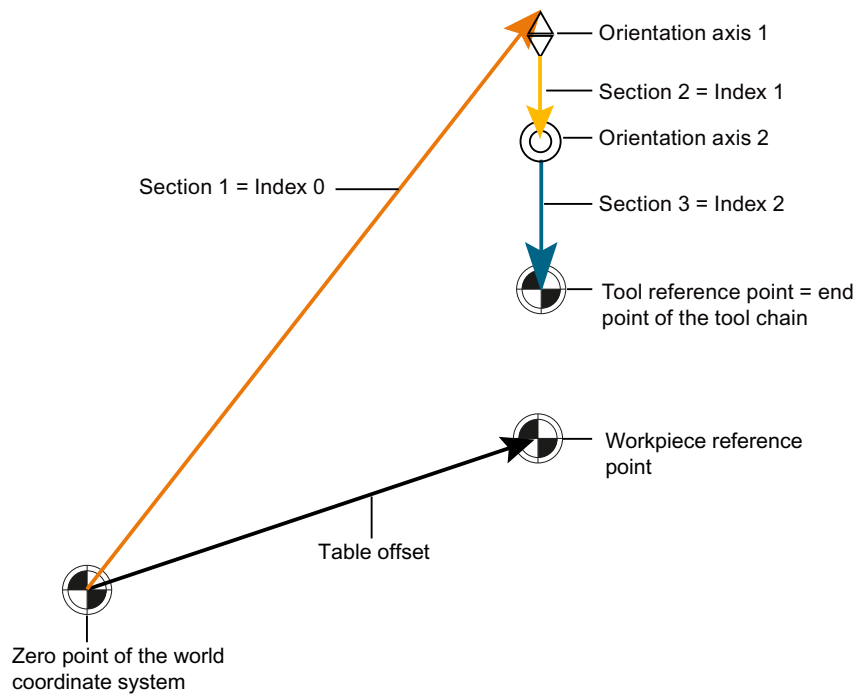 Orientation axis 1
Section 2 = Index 1
Orientation axis 2
Section 1 = Index 0
Section 3 = Index 2
Tool reference point = end
point of the tool chain
Workpiece reference
point
Table offset
Zero point of the world
coordinate system